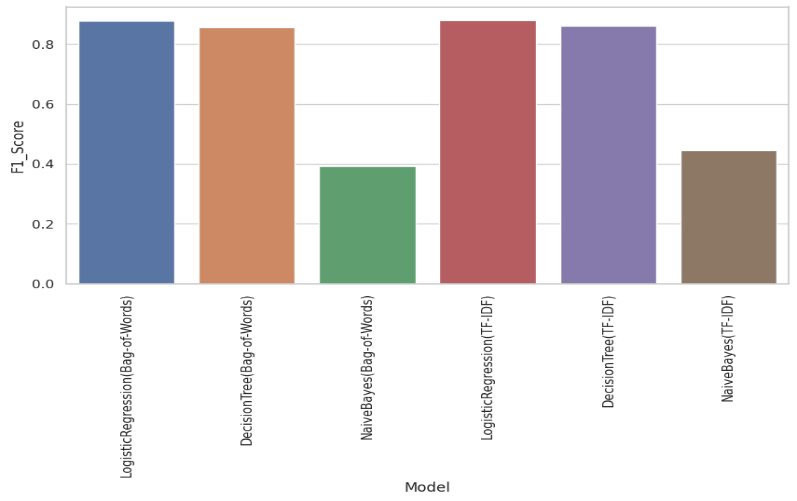 F1_Score
0.8
0.6
0.4
0.2
0.0
LogisticRegression(Bag-of-Words)
DecisionTree(Bag-of-Words)
NaiveBayes(Bag-of-Words)
LogisticRegression(TF-IDF)
DecisionTree(TF-IDF)
NaiveBayes(TF-IDF)
Model